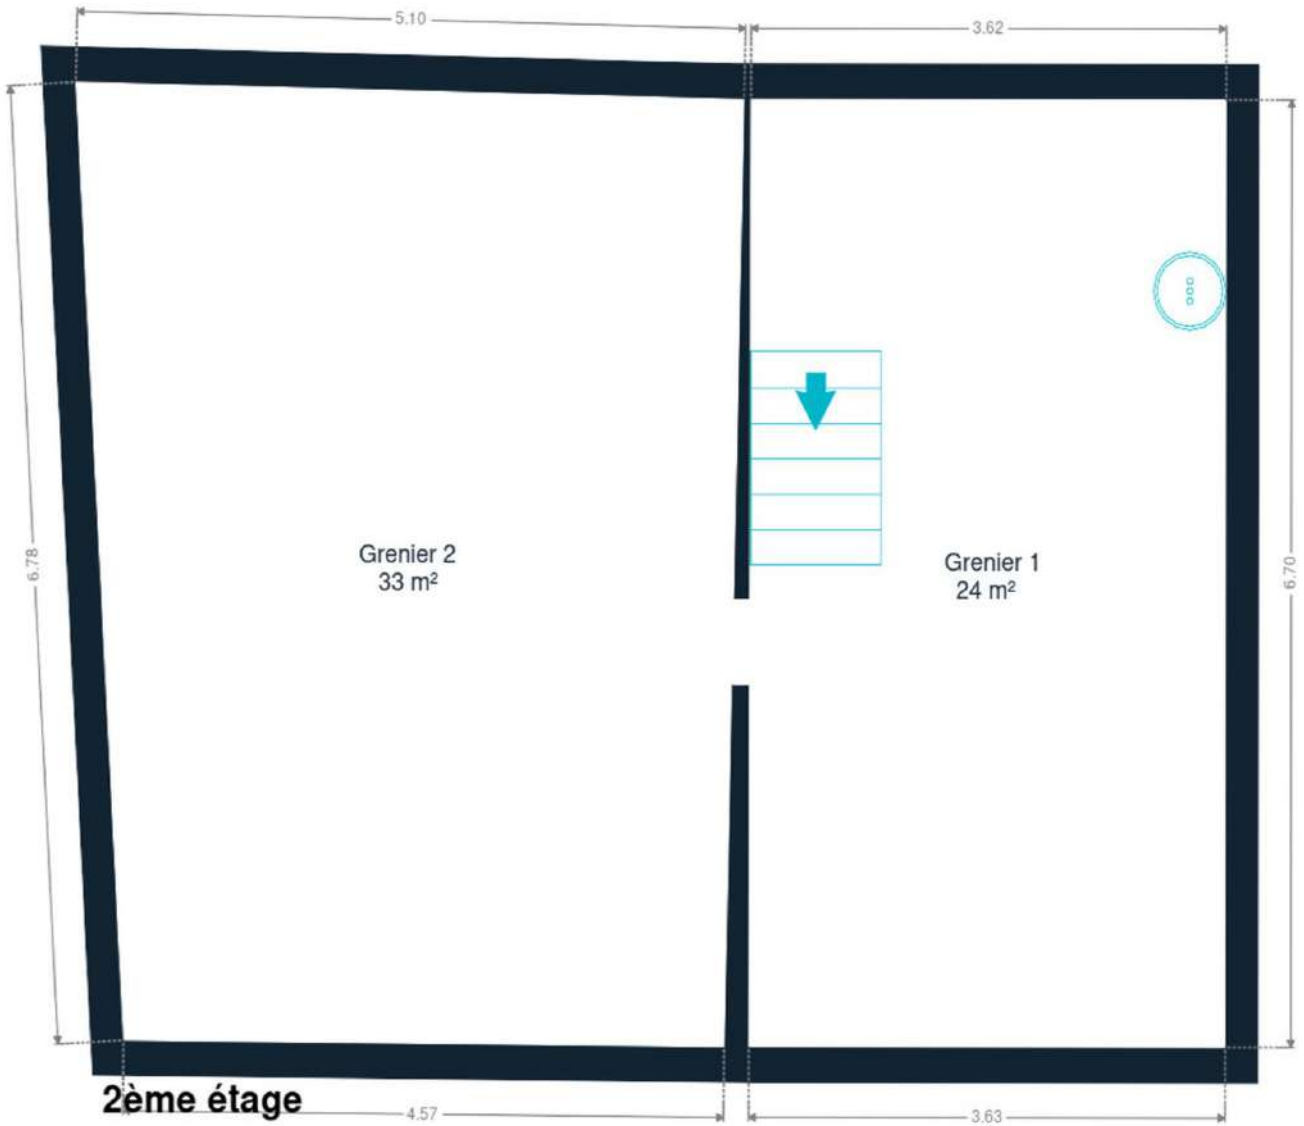 5.10
3.62
Grenier 2
33 m²
Grenier 1
24 m²
6.78
6.70
2ème étage
4.57
3.63